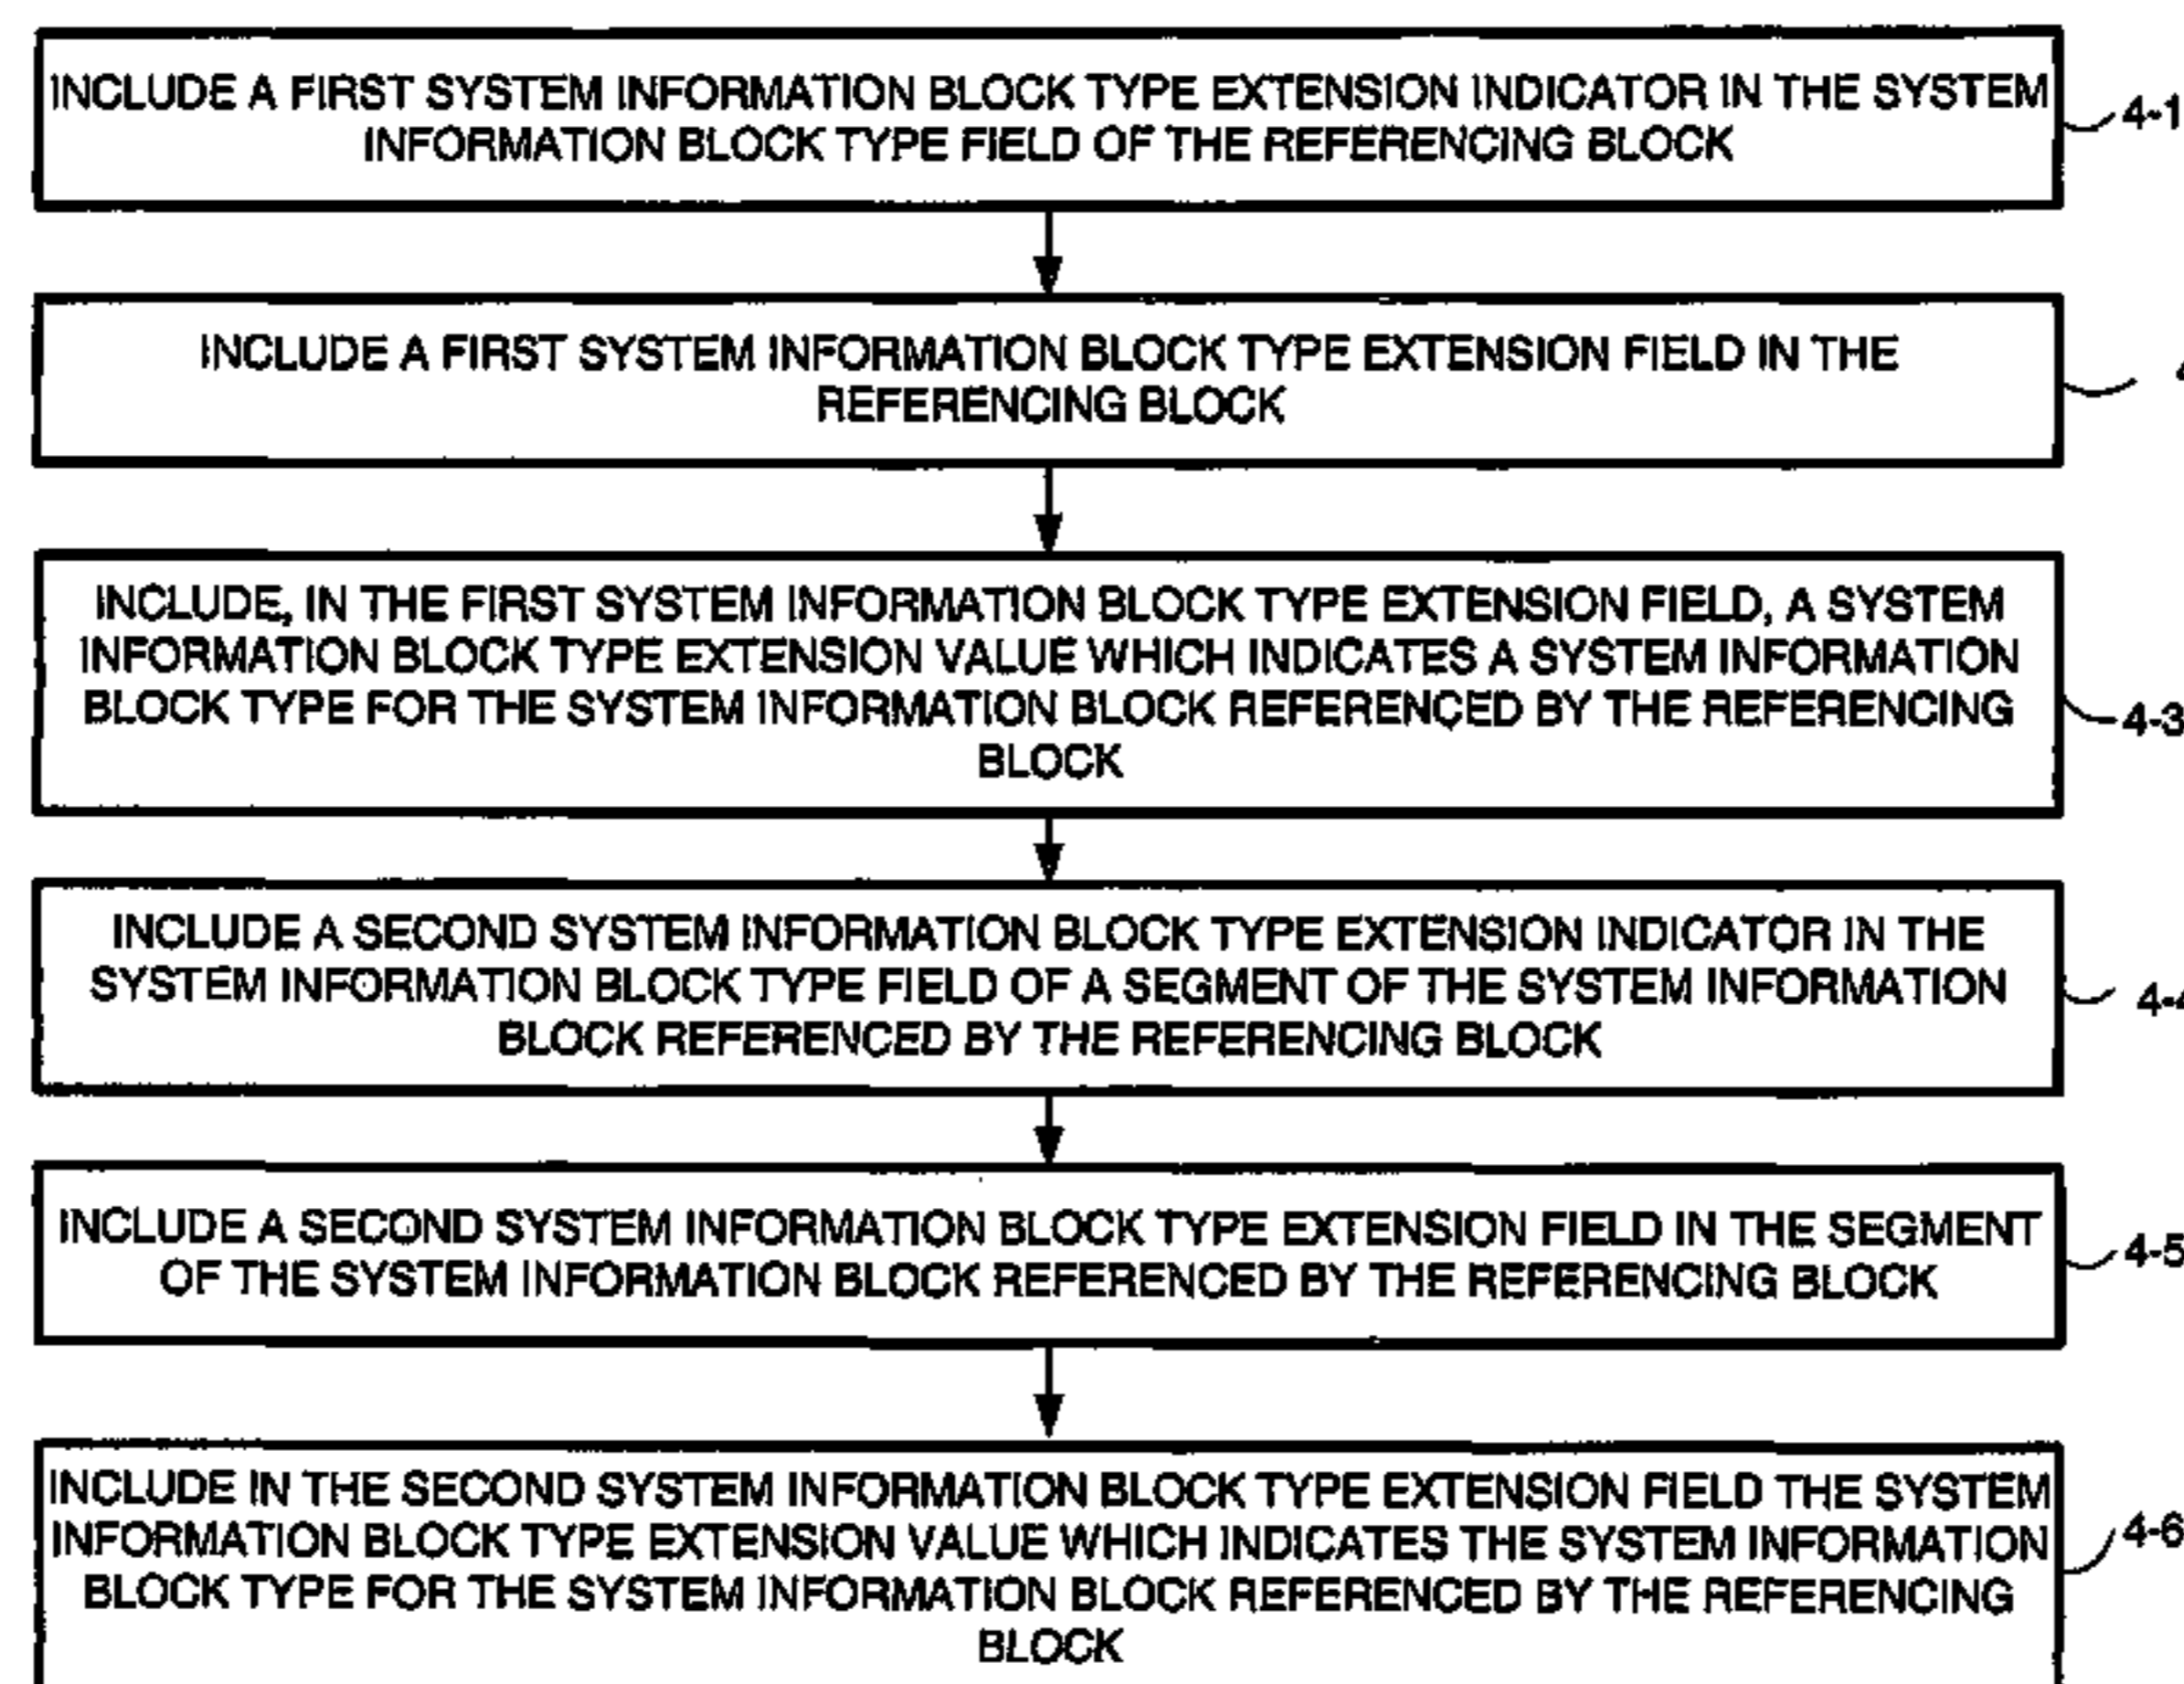 INCLUDE A FIRST SYSTEM INFORMATION BLOCK TYPE EXTENSION INDICATOR IN THE SYSTEM
INFORMATION BLOCK TYPE FIELD OF THE REFERENCING BLOCK
4-1
INCLUDE A FIRST SYSTEM INFORMATION BLOCK TYPE EXTENSION FIELD IN THE
REFERENCING BLOCK
INCLUDE, IN THE FIRST SYSTEM INFORMATION BLOCK TYPE EXTENSION FIELD, A SYSTEM
INFORMATION BLOCK TYPE EXTENSION VALUE WHICH INDICATES A SYSTEM INFORMATION
BLOCK TYPE FOR THE SYSTEM INFORMATION BLOCK REFERENCED BY THE REFERENCING
BLOCK
4-3
INCLUDE A SECOND SYSTEM INFORMATION BLOCK TYPE EXTENSION INDICATOR IN THE
SYSTEM INFORMATION BLOCK TYPE FIELD OF A SEGMENT OF THE SYSTEM INFORMATION
BLOCK REFERENCED BY THE REFERENCING BLOCK
4-4
INCLUDE A SECOND SYSTEM INFORMATION BLOCK TYPE EXTENSION FIELD IN THE SEGMENT
OF THE SYSTEM INFORMATION BLOCK REFERENCED BY THE REFERENCING BLOCK
4-5
INCLUDE IN THE SECOND SYSTEM INFORMATION BLOCK TYPE EXTENSION FIELD THE SYSTEM
INFORMATION BLOCK TYPE EXTENSION VALUE WHICH INDICATES THE SYSTEM INFORMATION
BLOCK TYPE FOR THE SYSTEM INFORMATION BLOCK REFERENCED BY THE REFERENCING
BLOCK
4-6